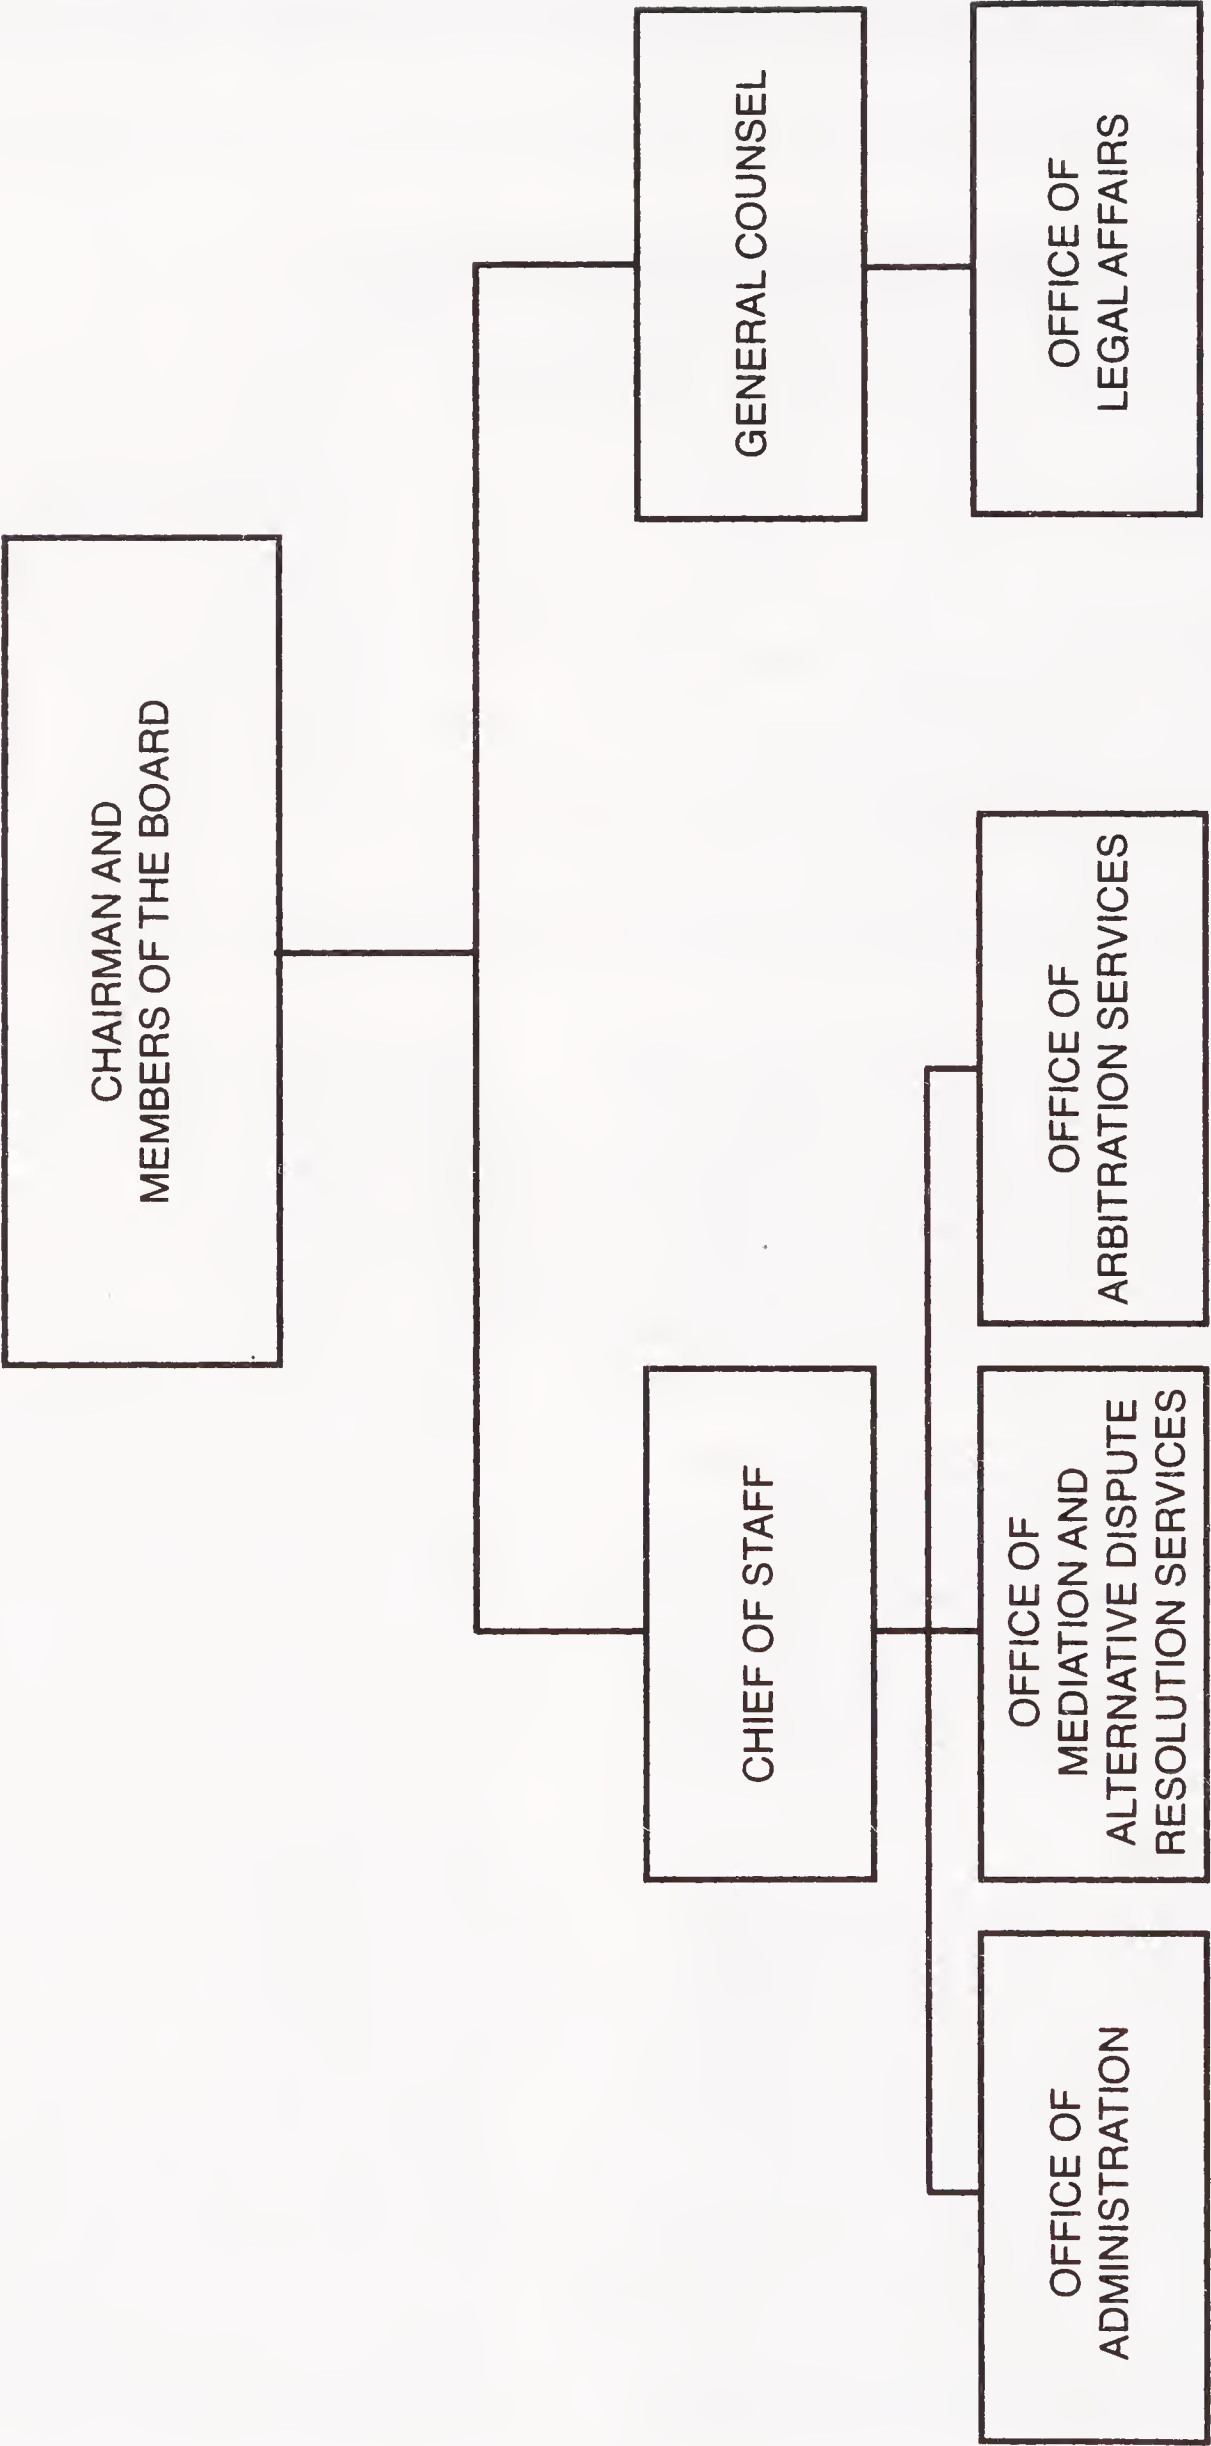 CHAIRMAN AND
MEMBERS OF THE BOARD
CHIEF OF STAFF
GENERAL COUNSEL
OFFICE OF
ADMINISTRATION
OFFICE OF
MEDIATION AND
ALTERNATIVE DISPUTE
RESOLUTION SERVICES
OFFICE OF
ARBITRATION SERVICES
OFFICE OF
LEGAL AFFAIRS